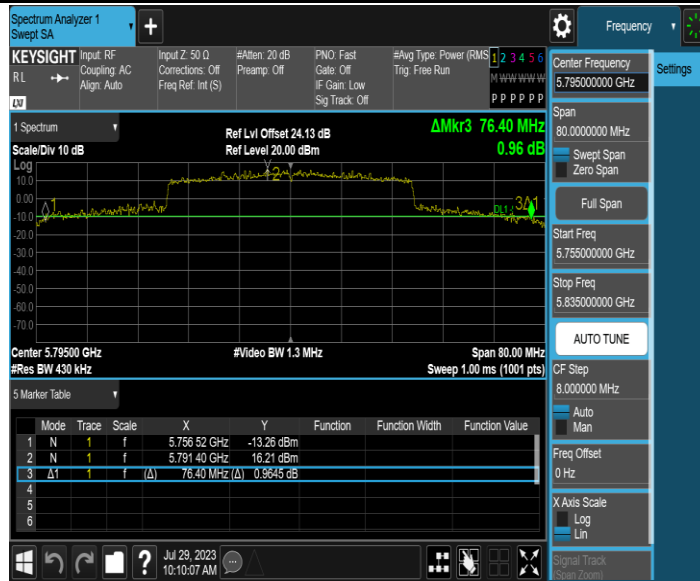 Spectrum Analyzer 1
Swept SA
+
Frequency
KEYSIGHT
RL
LXI
Input: RF
Coupling: AC
Align: Auto
Input Z: 50 Ω
Corrections: Off
Freq Ref: Int (S)
#Atten: 20 dB
Preamp: Off
PNO: Fast
Gate: Off
IF Gain: Low
Sig Track: Off
#Avg Type: Power (RMS
Trig: Free Run
1 2 3 4 5 6
M W W W W W
P P P P P P
Center Frequency
5.795000000 GHz
Settings
Span
80.0000000 MHz
Swept Span
Zero Span
Full Span
Start Freq
5.755000000 GHz
Stop Freq
5.835000000 GHz
AUTO TUNE
CF Step
8.000000 MHz
Auto
Man
Freq Offset
0 Hz
X Axis Scale
Log
Lin
Signal Track
(Span Zoom)
1 Spectrum
Scale/Div 10 dB
Ref Lvl Offset 24.13 dB
Ref Level 20.00 dBm
ΔMkr3 76.40 MHz
0.96 dB
Log
10.0
0.00
-10.0
-20.0
-30.0
-40.0
-50.0
-60.0
-70.0
1
2
3Δ1
DL1
Center 5.79500 GHz
#Video BW 1.3 MHz
Span 80.00 MHz
#Res BW 430 kHz
Sweep 1.00 ms (1001 pts)
5 Marker Table
Mode Trace Scale X Y Function Function Width Function Value
1 N 1 f 5.756 52 GHz -13.26 dBm
2 N 1 f 5.791 40 GHz 16.21 dBm
3 Δ1 1 f (Δ) 76.40 MHz (Δ) 0.9645 dB
4
5
6
?
Jul 29, 2023
10:10:07 AM